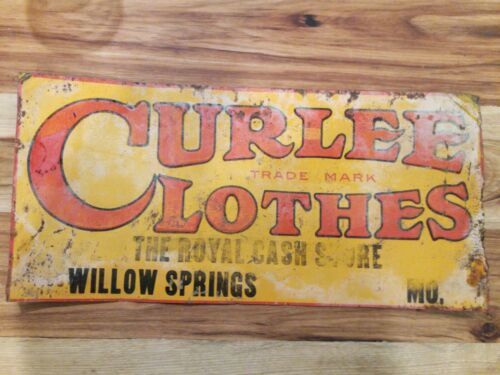 CURLEE
TRADE MARK
CLOTHES
THE ROYAL CASH STORE
WILLOW SPRINGS MO.